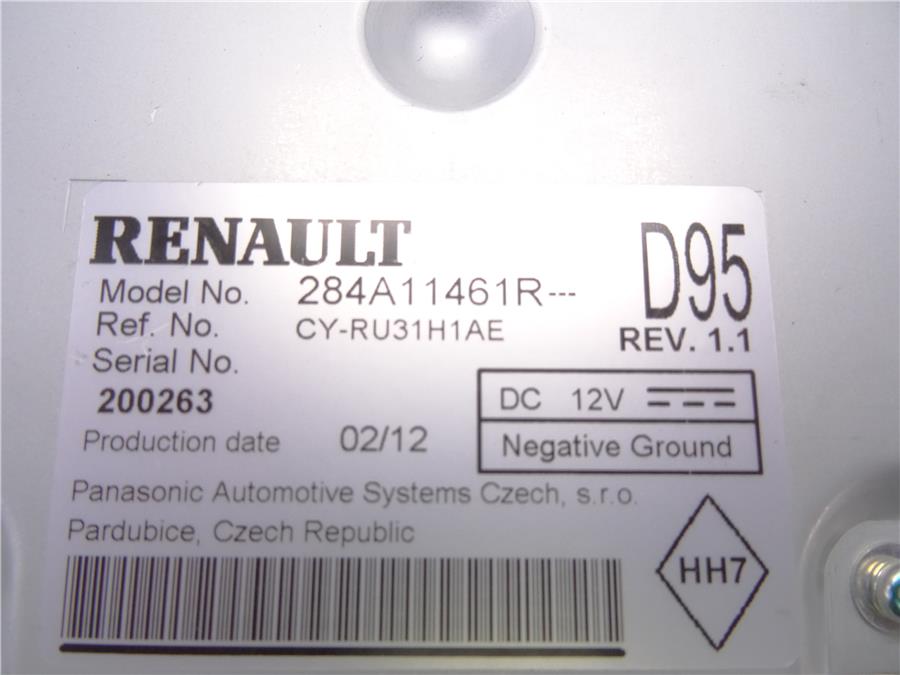 RENAULT
D95
Model No. 284A11461R---
Ref. No. CY-RU31H1AE
REV. 1.1
Serial No.
200263
DC 12V
Production date 02/12
Negative Ground
Panasonic Automotive Systems Czech, s.r.o.
Pardubice, Czech Republic
HH7